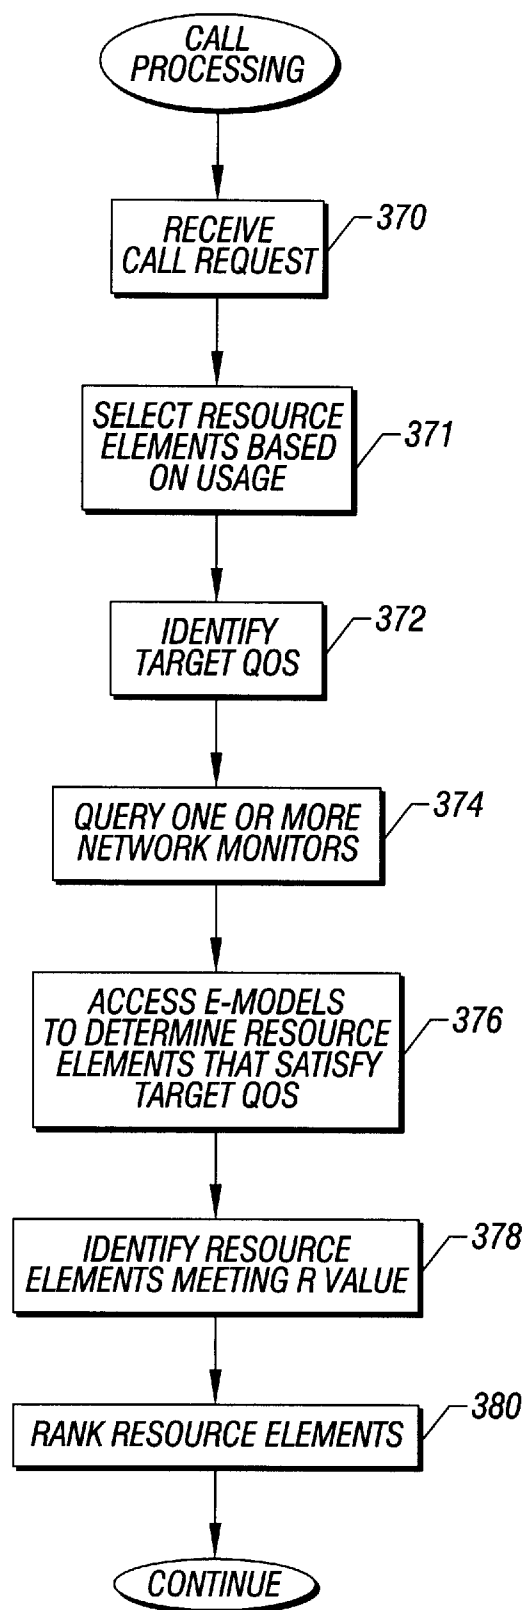 CALL
PROCESSING
RECEIVE
CALL REQUEST
370
SELECT RESOURCE
ELEMENTS BASED
ON USAGE
371
IDENTIFY
TARGET QOS
372
QUERY ONE OR MORE
NETWORK MONITORS
374
ACCESS E-MODELS
TO DETERMINE RESOURCE
ELEMENTS THAT SATISFY
TARGET QOS
376
IDENTIFY RESOURCE
ELEMENTS MEETING R VALUE
378
RANK RESOURCE ELEMENTS
380
CONTINUE